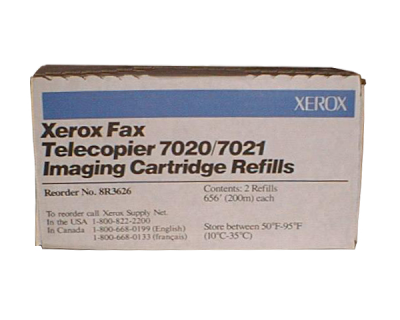 XEROX
Xerox Fax
Telecopier 7020/7021
Imaging Cartridge Refills
Reorder No. 8R3626
Contents: 2 Refills
656' (200m) each
To reorder call Xerox Supply Net.
In the USA 1-800-822-2200
In Canada 1-800-668-0199 (English)
1-800-668-0133 (français)
Store between 50°F-95°F
(10°C-35°C)